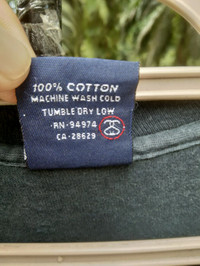 100% COTTON
MACHINE WASH COLD
TUMBLE DRY LOW
RN-94974
CA-28629